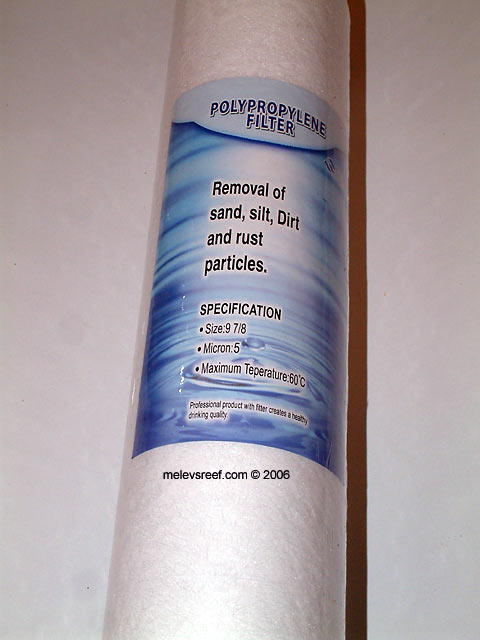 POLYPROPYLENE
FILTER
Removal of
sand, silt, Dirt
and rust
particles.
SPECIFICATION
• Size:9 7/8
• Micron:5
• Maximum Teperature:60°C
Professional product with filter creates a healthy
drinking quality
melevsreef.com © 2006